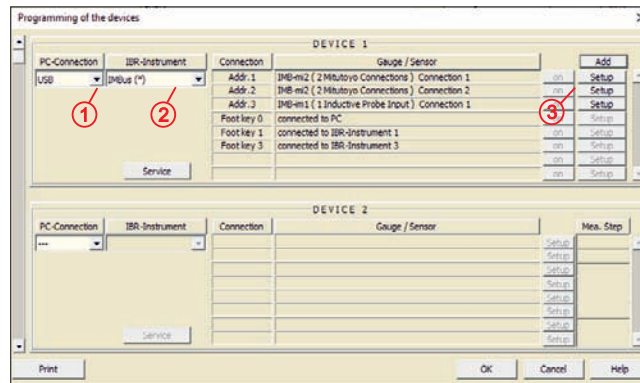 Programming of the devices
DEVICE 1
PC-Connection IBR-Instrument Connection Gauge / Sensor Add
USB IMBus (*) Addr.1 IMB-mi2 ( 2 Mitutoyo Connections ) Connection 1 on Setup
Addr.2 IMB-mi2 ( 2 Mitutoyo Connections ) Connection 2 on Setup
Addr.3 IMB-im1 ( 1 Inductive Probe Input ) Connection 1 on Setup
1 2 3
Foot key 0 connected to PC on Setup
Foot key 1 connected to IBR-Instrument 1 on Setup
Foot key 3 connected to IBR-Instrument 3 on Setup
on Setup
Service on Setup
DEVICE 2
PC-Connection IBR-Instrument Connection Gauge / Sensor Mea. Step
--- Setup
Setup
Setup
Setup
Setup
Setup
Setup
Service Setup
Print OK Cancel Help